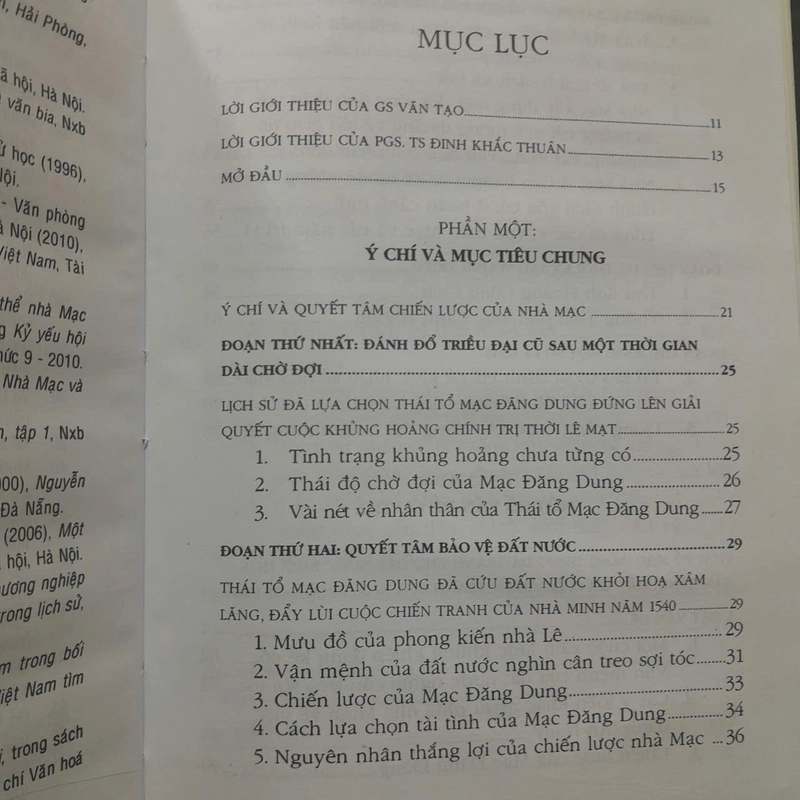 n, Hải Phòng,
ã hội, Hà Nội.
văn bia, Nxb
ử học (1996),
Nội.
- Văn phòng
à Nội (2010),
Việt Nam, Tài
thể nhà Mạc
g Kỷ yếu hội
hức 9 - 2010.
Nhà Mạc và
n, tập 1, Nxb
000), Nguyễn
Đà Nẵng.
(2006), Một
hội, Hà Nội.
hương nghiệp
rong lịch sử,
m trong bối
Việt Nam tìm
i, trong sách
chí Văn hoá
MỤC LỤC
LỜI GIỚI THIỆU CỦA GS VĂN TẠO 11
LỜI GIỚI THIỆU CỦA PGS. TS ĐINH KHẮC THUÂN 13
MỞ ĐẦU 15
PHẦN MỘT:
Ý CHÍ VÀ MỤC TIÊU CHUNG
Ý CHÍ VÀ QUYẾT TÂM CHIẾN LƯỢC CỦA NHÀ MẠC 21
ĐOẠN THỨ NHẤT: ĐÁNH ĐỔ TRIỀU ĐẠI CŨ SAU MỘT THỜI GIAN
DÀI CHỜ ĐỢI 25
LỊCH SỬ ĐÃ LỰA CHỌN THÁI TỔ MẠC ĐĂNG DUNG ĐỨNG LÊN GIẢI
QUYẾT CUỘC KHỦNG HOẢNG CHÍNH TRỊ THỜI LÊ MẠT 25
1. Tình trạng khủng hoảng chưa từng có 25
2. Thái độ chờ đợi của Mạc Đăng Dung 26
3. Vài nét về nhân thân của Thái tổ Mạc Đăng Dung 27
ĐOẠN THỨ HAI: QUYẾT TÂM BẢO VỆ ĐẤT NƯỚC 29
THÁI TỔ MẠC ĐĂNG DUNG ĐÃ CỨU ĐẤT NƯỚC KHỎI HOẠ XÂM
LĂNG, ĐẨY LÙI CUỘC CHIẾN TRANH CỦA NHÀ MINH NĂM 1540 29
1. Mưu đồ của phong kiến nhà Lê 29
2. Vận mệnh của đất nước nghìn cân treo sợi tóc 31
3. Chiến lược của Mạc Đăng Dung 33
4. Cách lựa chọn tài tình của Mạc Đăng Dung 34
5. Nguyên nhân thắng lợi của chiến lược nhà Mạc 36